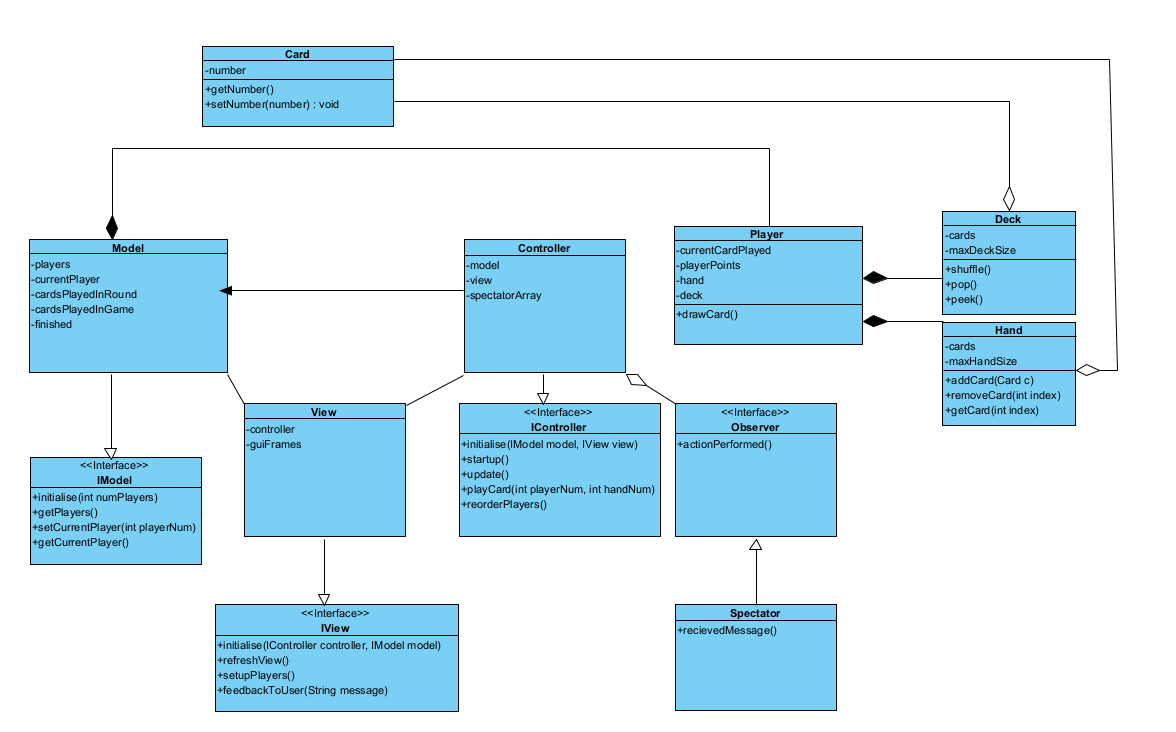 Card
-number
+getNumber()
+setNumber(number) : void
Model
-players
-currentPlayer
-cardsPlayedInRound
-cardsPlayedInGame
-finished
Controller
-model
-view
-spectatorArray
Player
-currentCardPlayed
-playerPoints
-hand
-deck
+drawCard()
Deck
-cards
-maxDeckSize
+shuffle()
+pop()
+peek()
Hand
-cards
-maxHandSize
+addCard(Card c)
+removeCard(int index)
+getCard(int index)
<<Interface>>
IModel
+initialise(int numPlayers)
+getPlayers()
+setCurrentPlayer(int playerNum)
+getCurrentPlayer()
View
-controller
-guiFrames
<<Interface>>
IController
+initialise(IModel model, IView view)
+startup()
+update()
+playCard(int playerNum, int handNum)
+reorderPlayers()
<<Interface>>
Observer
+actionPerformed()
<<Interface>>
IView
+initialise(IController controller, IModel model)
+refreshView()
+setupPlayers()
+feedbackToUser(String message)
Spectator
+recievedMessage()